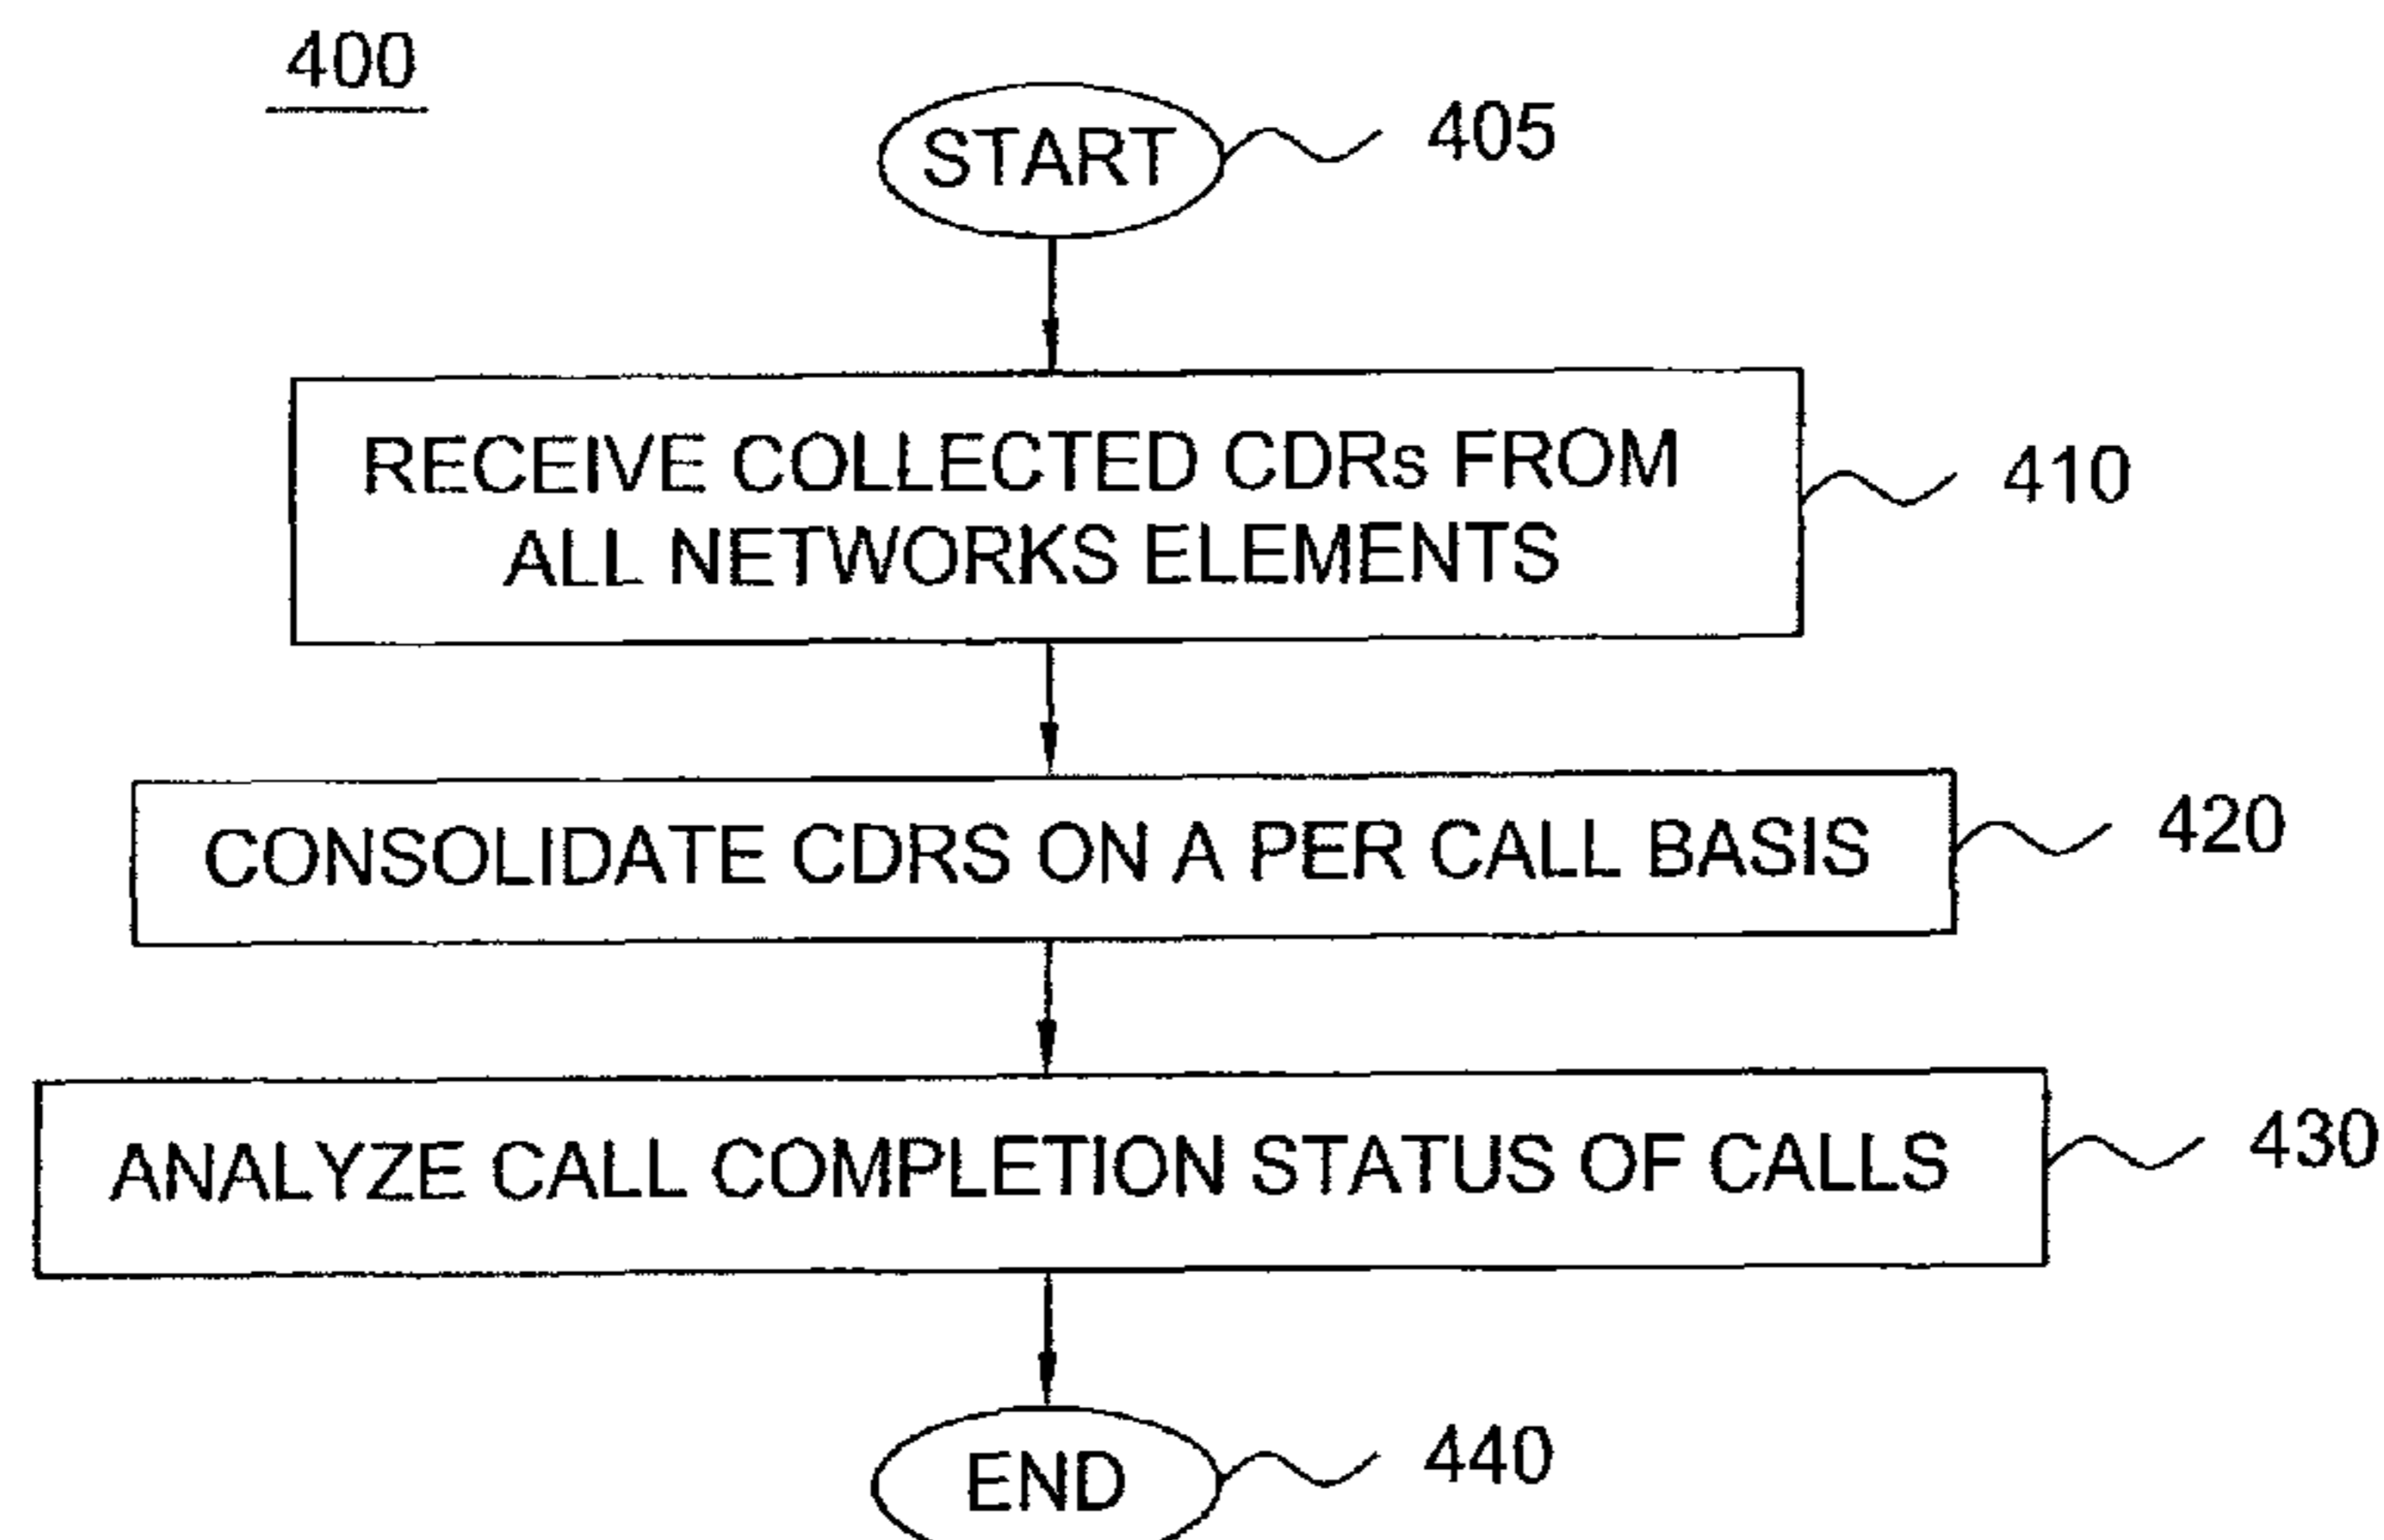 400
START
405
RECEIVE COLLECTED CDRs FROM
ALL NETWORKS ELEMENTS
410
CONSOLIDATE CDRS ON A PER CALL BASIS
420
ANALYZE CALL COMPLETION STATUS OF CALLS
430
END
440